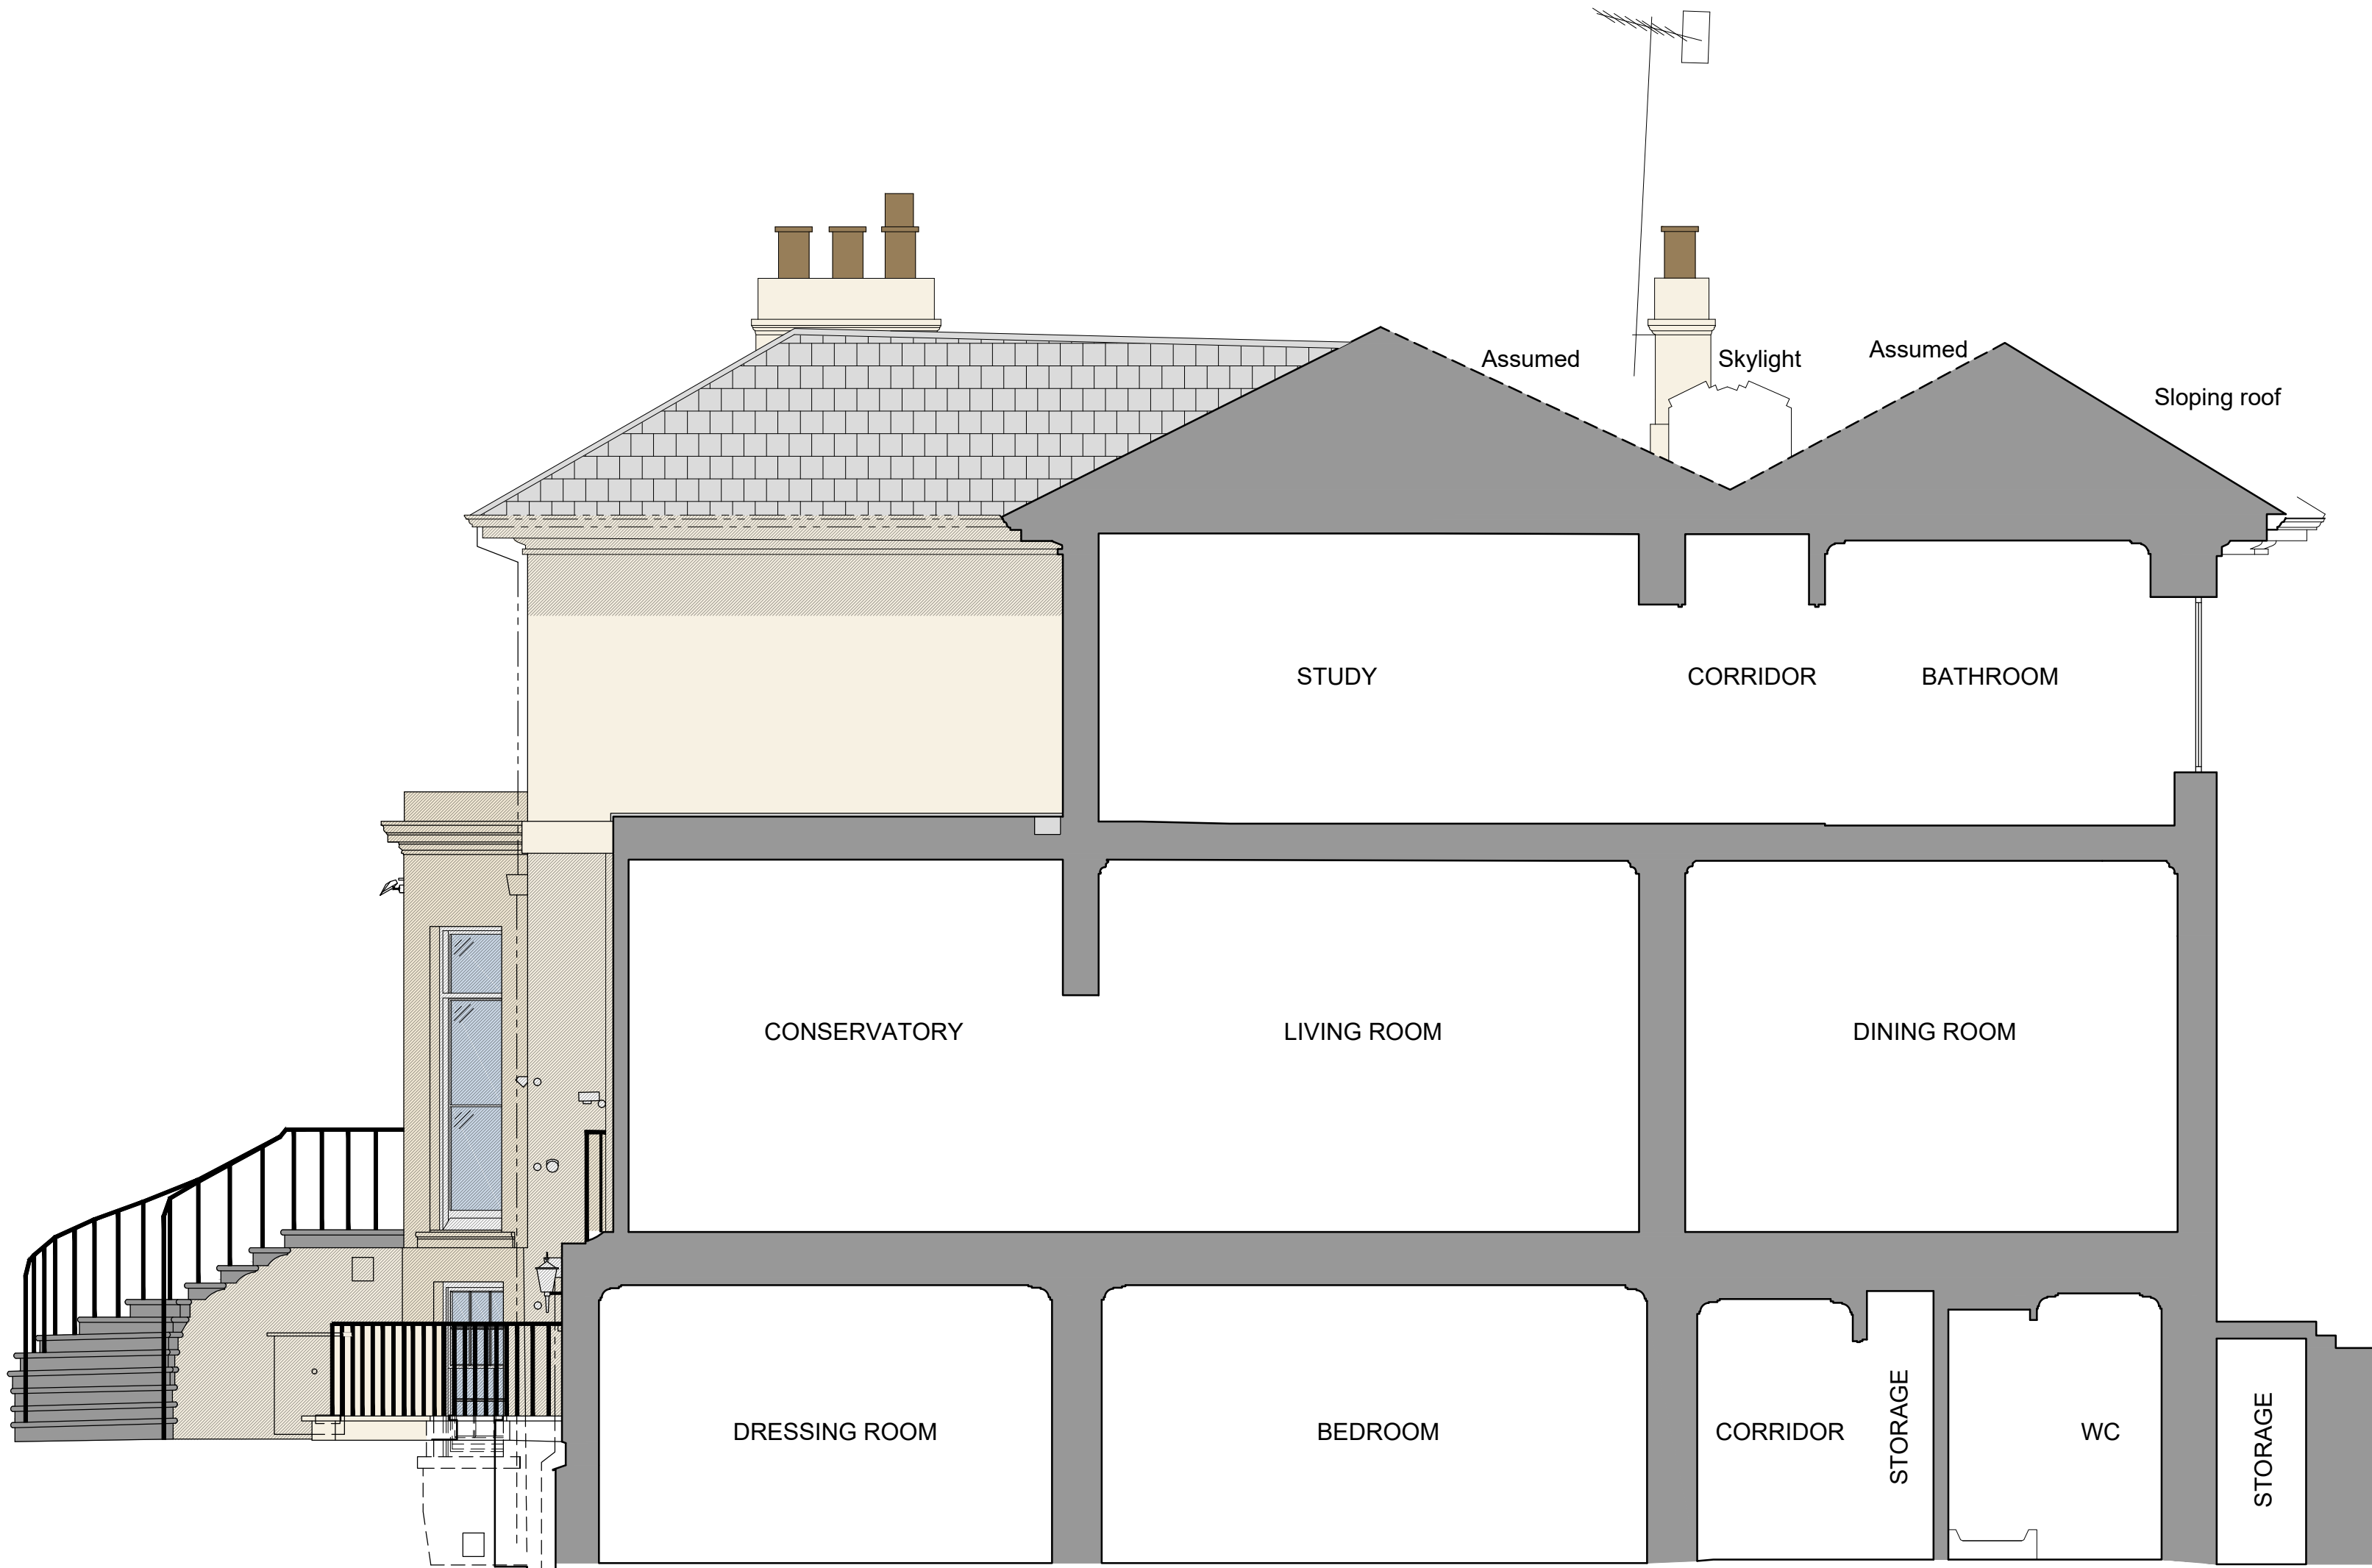 Assumed
Skylight
Assumed
Sloping roof
STUDY
CORRIDOR
BATHROOM
CONSERVATORY
LIVING ROOM
DINING ROOM
DRESSING ROOM
BEDROOM
CORRIDOR
STORAGE
WC
STORAGE